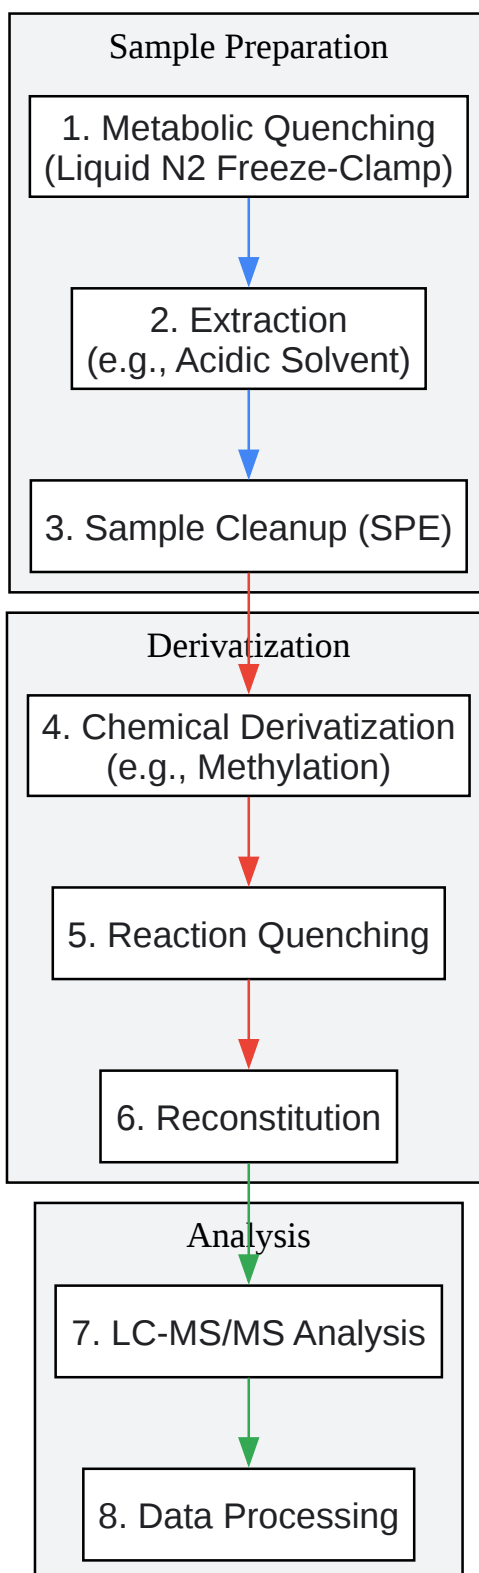 Sample Preparation
1. Metabolic Quenching
(Liquid N2 Freeze-Clamp)
2. Extraction
(e.g., Acidic Solvent)
3. Sample Cleanup (SPE)
Derivatization
4. Chemical Derivatization
(e.g., Methylation)
5. Reaction Quenching
6. Reconstitution
Analysis
7. LC-MS/MS Analysis
8. Data Processing